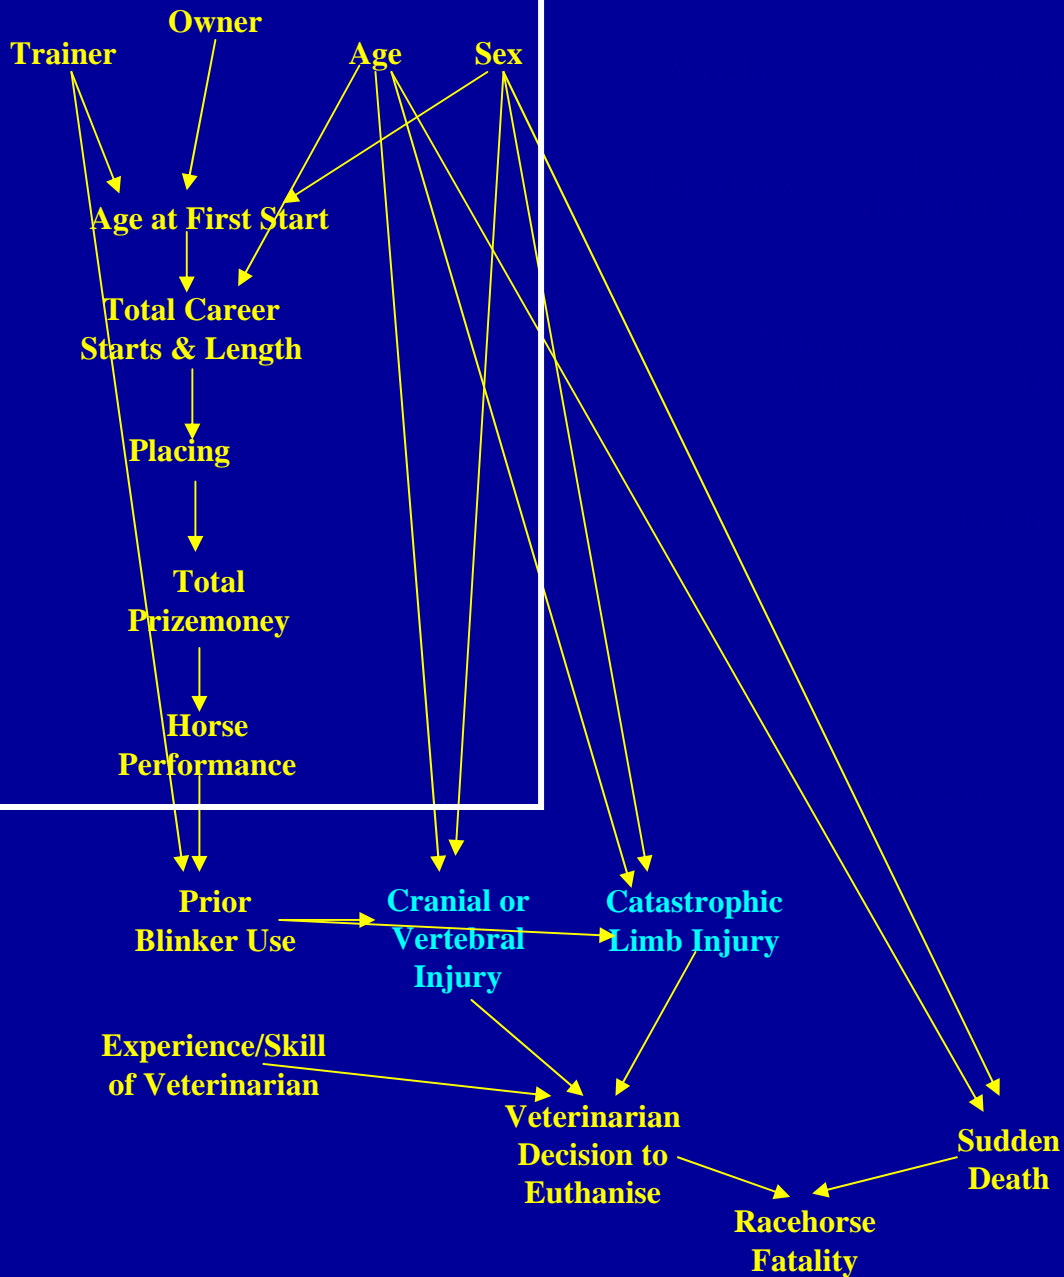 Owner
Trainer
Age
Sex
Age at First Start
Total Career
Starts & Length
Placing
Total
Prizemoney
Horse
Performance
Prior
Blinker Use
Cranial or
Vertebral
Injury
Catastrophic
Limb Injury
Experience/Skill
of Veterinarian
Veterinarian
Decision to
Euthanise
Sudden
Death
Racehorse
Fatality